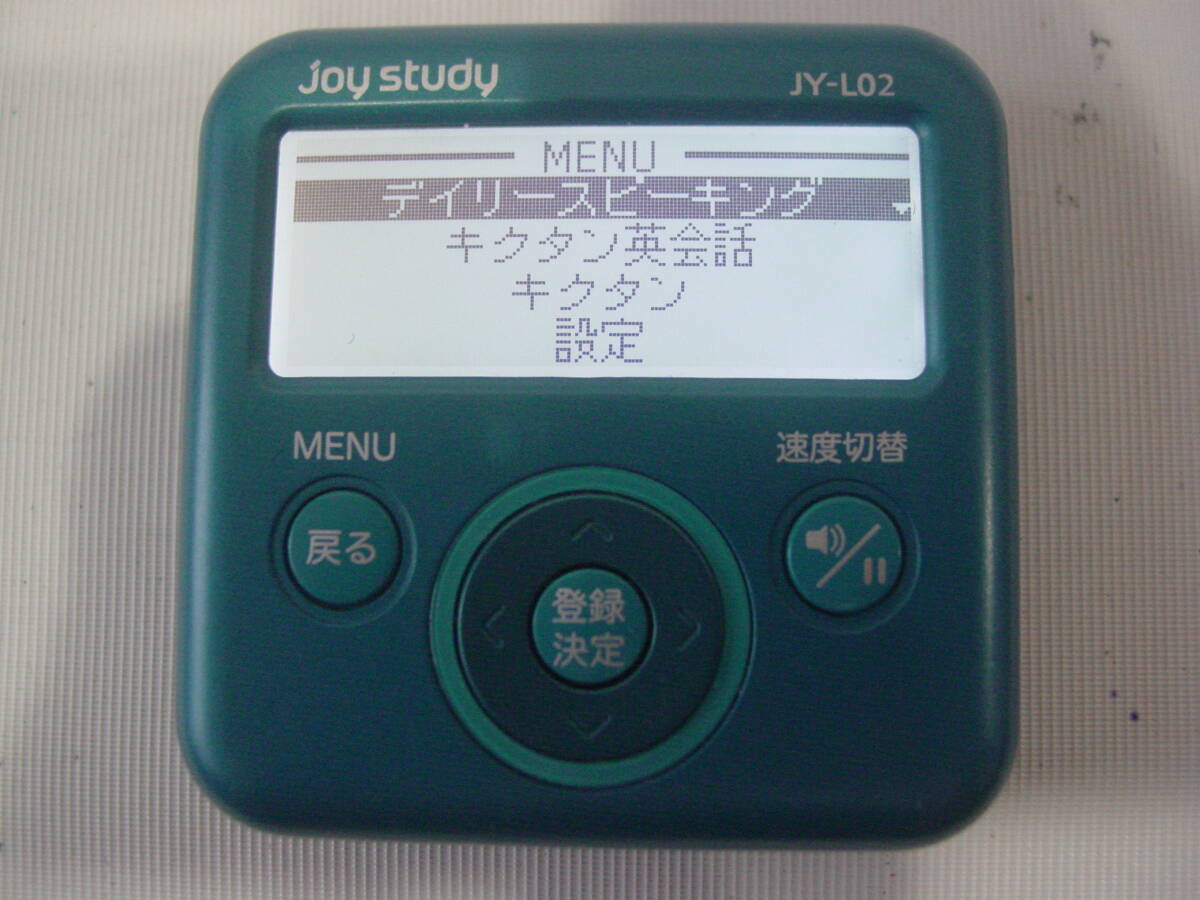 Joy study
JY-L02
MENU
デイリースピーキング
キクタン英会話
キクタン
設定
MENU
速度切替
戻る
登録
決定